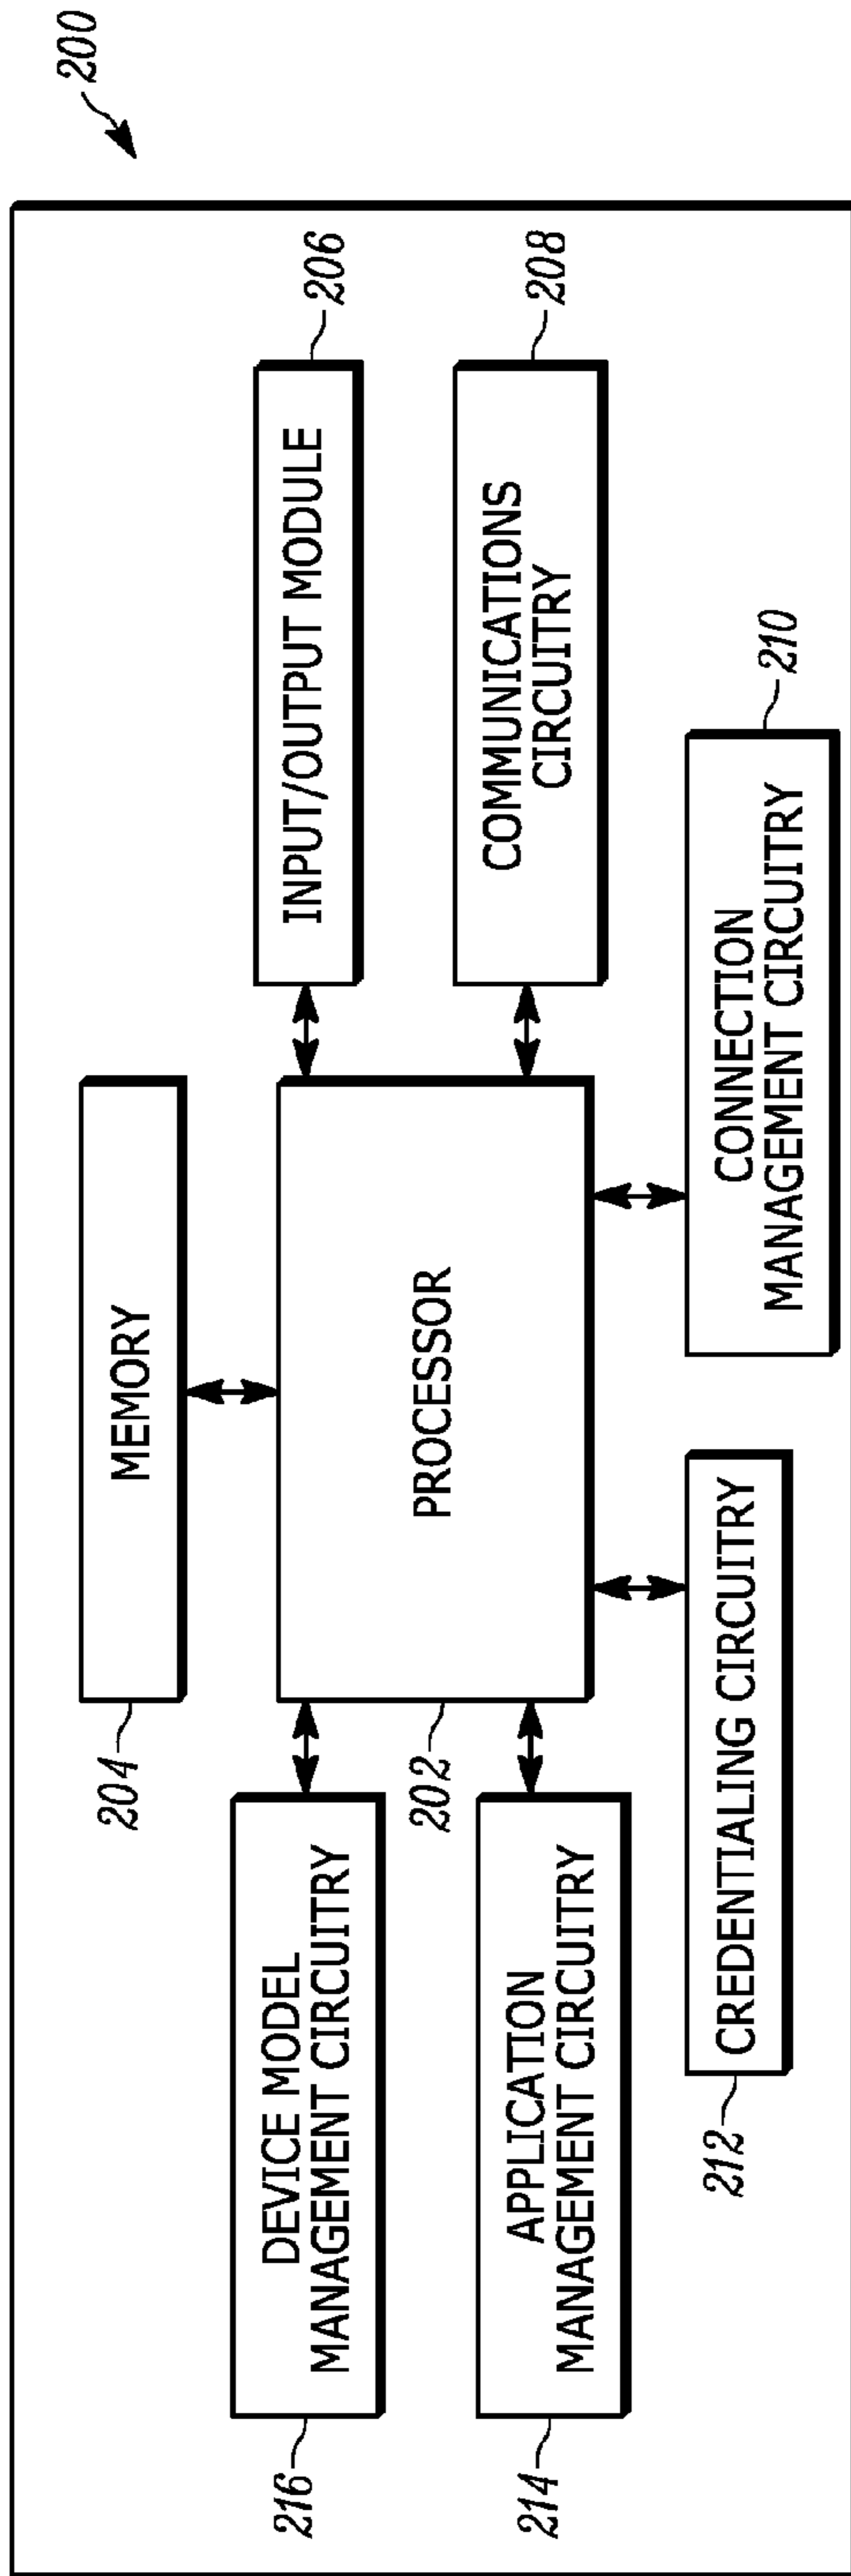 200
MEMORY
204
DEVICE MODEL
MANAGEMENT CIRCUITRY
216
PROCESSOR
202
INPUT/OUTPUT MODULE
206
APPLICATION
MANAGEMENT CIRCUITRY
214
COMMUNICATIONS
CIRCUITRY
208
CREDENTIALING CIRCUITRY
212
CONNECTION
MANAGEMENT CIRCUITRY
210